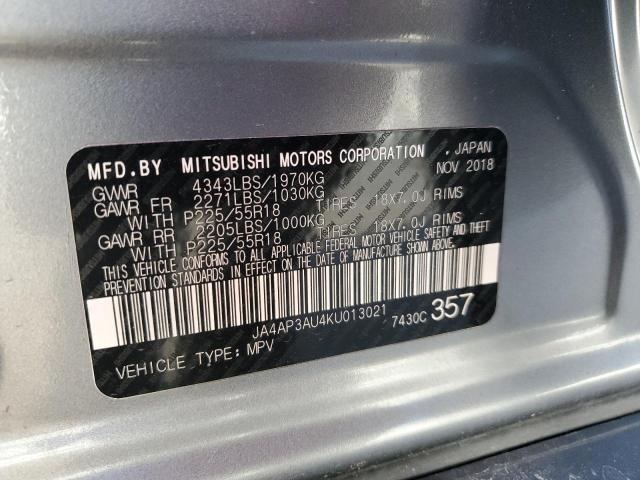 MFD.BY MITSUBISHI MOTORS CORPORATION , JAPAN
GVWR 4343LBS/1970KG NOV 2018
GAWR FR 2271LBS/1030KG
WITH P225/55R18 TIRES 18X7.0J RIMS
GAWR RR 2205LBS/1000KG
WITH P225/55R18 TIRES 18X7.0J RIMS
THIS VEHICLE CONFORMS TO ALL APPLICABLE FEDERAL MOTOR VEHICLE SAFETY AND THEFT
PREVENTION STANDARDS IN EFFECT ON THE DATE OF MANUFACTURE SHOWN ABOVE.
JA4AP3AU4KU013021 7430C 357
VEHICLE TYPE: MPV